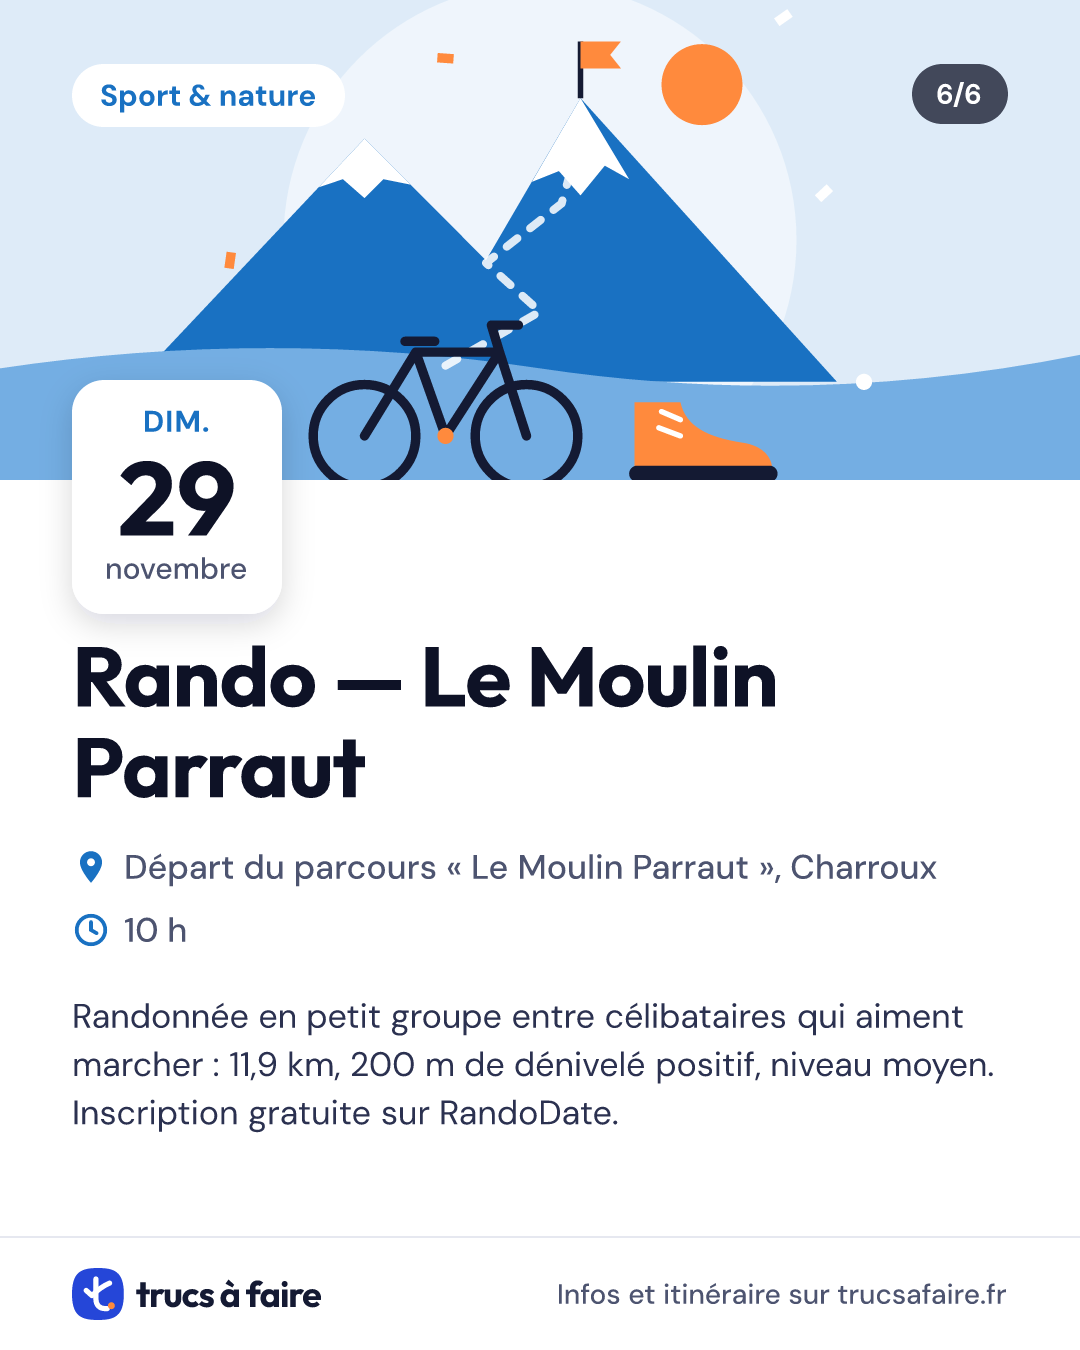 Sport & nature
6/6
DIM.
29
novembre
Rando — Le Moulin
Parraut
Départ du parcours « Le Moulin Parraut », Charroux
10 h
Randonnée en petit groupe entre célibataires qui aiment
marcher : 11,9 km, 200 m de dénivelé positif, niveau moyen.
Inscription gratuite sur RandoDate.
trucs à faire
Infos et itinéraire sur trucsafaire.fr